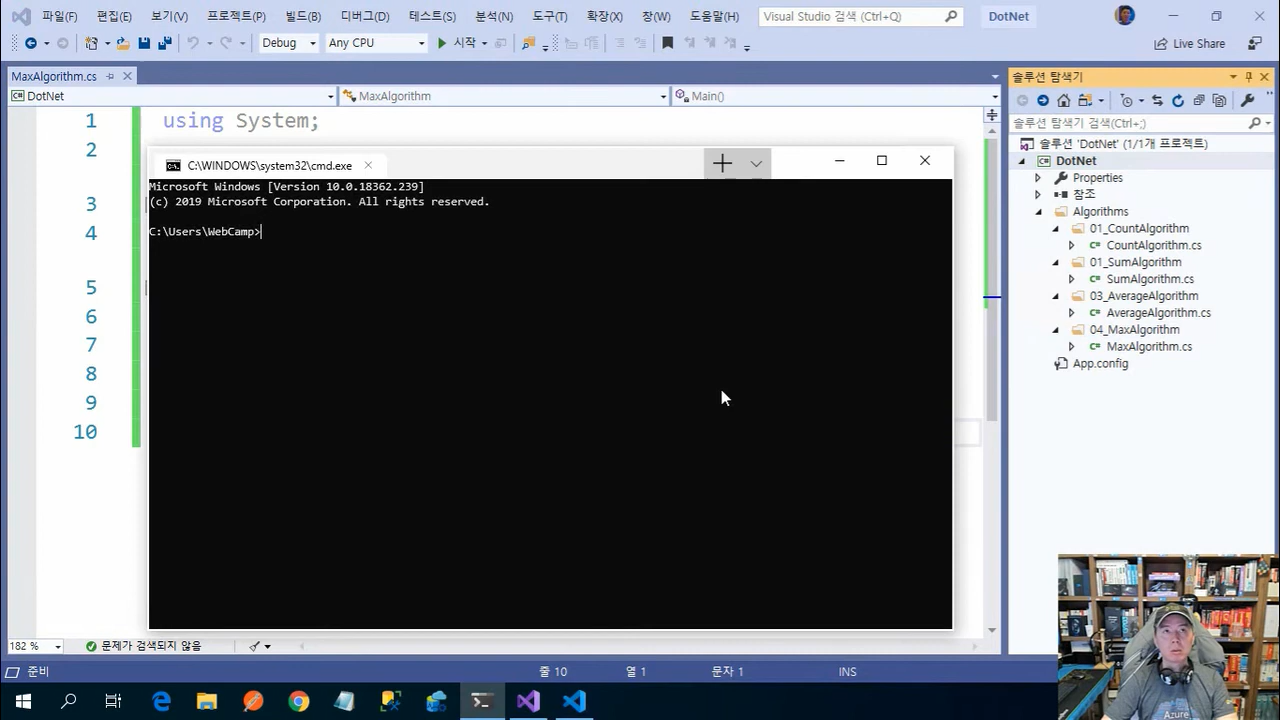 파일(F) 편집(E) 보기(V) 프로젝트(P) 빌드(B) 디버그(D) 테스트(S) 분석(N) 도구(T) 확장(X) 창(W) 도움말(H) Visual Studio 검색 (Ctrl+Q) DotNet
Debug Any CPU 시작 Live Share
MaxAlgorithm.cs
DotNet MaxAlgorithm Main()
1 using System;
2
3
4
5
6
7
8
9
10
C:\WINDOWS\system32\cmd.exe
Microsoft Windows [Version 10.0.18362.239]
(c) 2019 Microsoft Corporation. All rights reserved.
C:\Users\WebCamp>
솔루션 탐색기
솔루션 탐색기 검색(Ctrl+;)
솔루션 'DotNet' (1/1개 프로젝트)
DotNet
Properties
참조
Algorithms
01_CountAlgorithm
CountAlgorithm.cs
01_SumAlgorithm
SumAlgorithm.cs
03_AverageAlgorithm
AverageAlgorithm.cs
04_MaxAlgorithm
MaxAlgorithm.cs
App.config
182 % 문제가 검색되지 않음
준비 줄 10 열 1 문자 1 INS
Azure